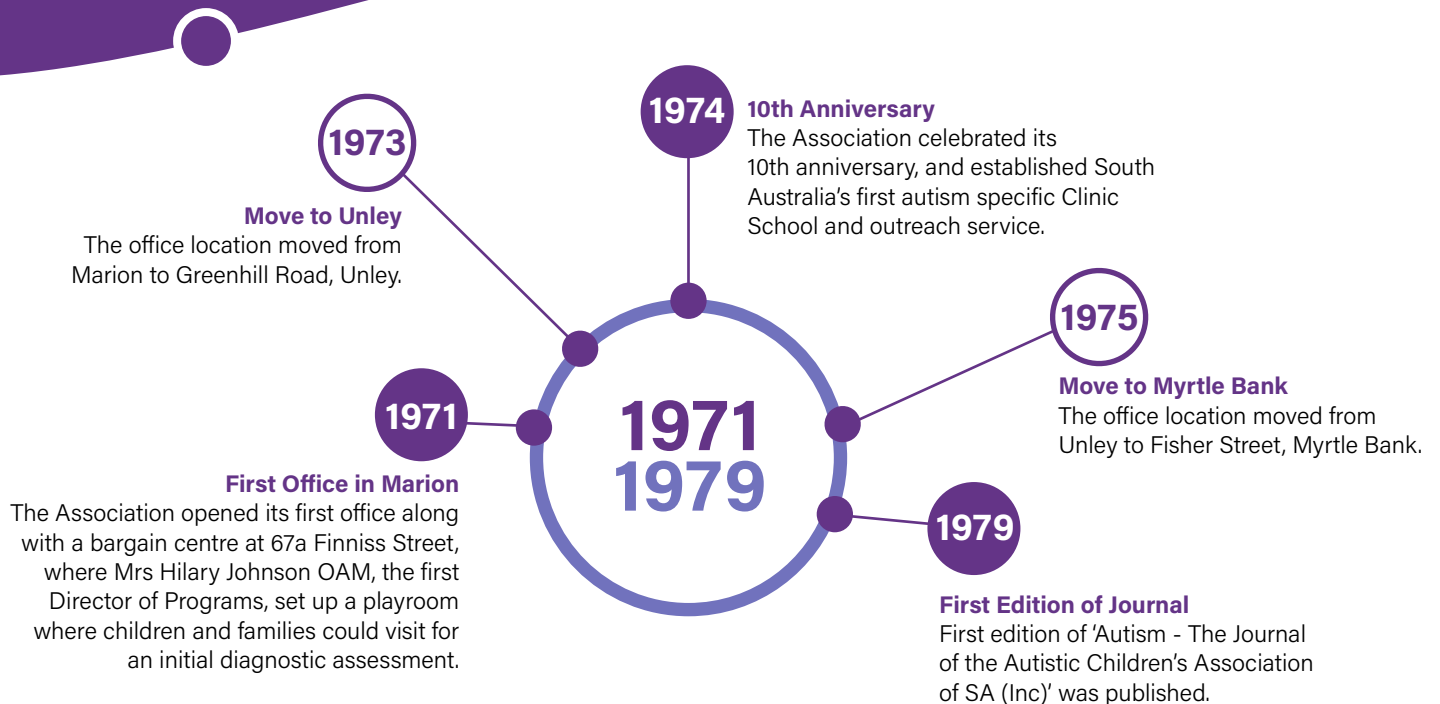 1971
1979
1971
First Office in Marion
The Association opened its first office along
with a bargain centre at 67a Finniss Street,
where Mrs Hilary Johnson OAM, the first
Director of Programs, set up a playroom
where children and families could visit for
an initial diagnostic assessment.
1973
Move to Unley
The office location moved from
Marion to Greenhill Road, Unley.
1974
10th Anniversary
The Association celebrated its
10th anniversary, and established South
Australia's first autism specific Clinic
School and outreach service.
1975
Move to Myrtle Bank
The office location moved from
Unley to Fisher Street, Myrtle Bank.
1979
First Edition of Journal
First edition of 'Autism - The Journal
of the Autistic Children's Association
of SA (Inc)' was published.